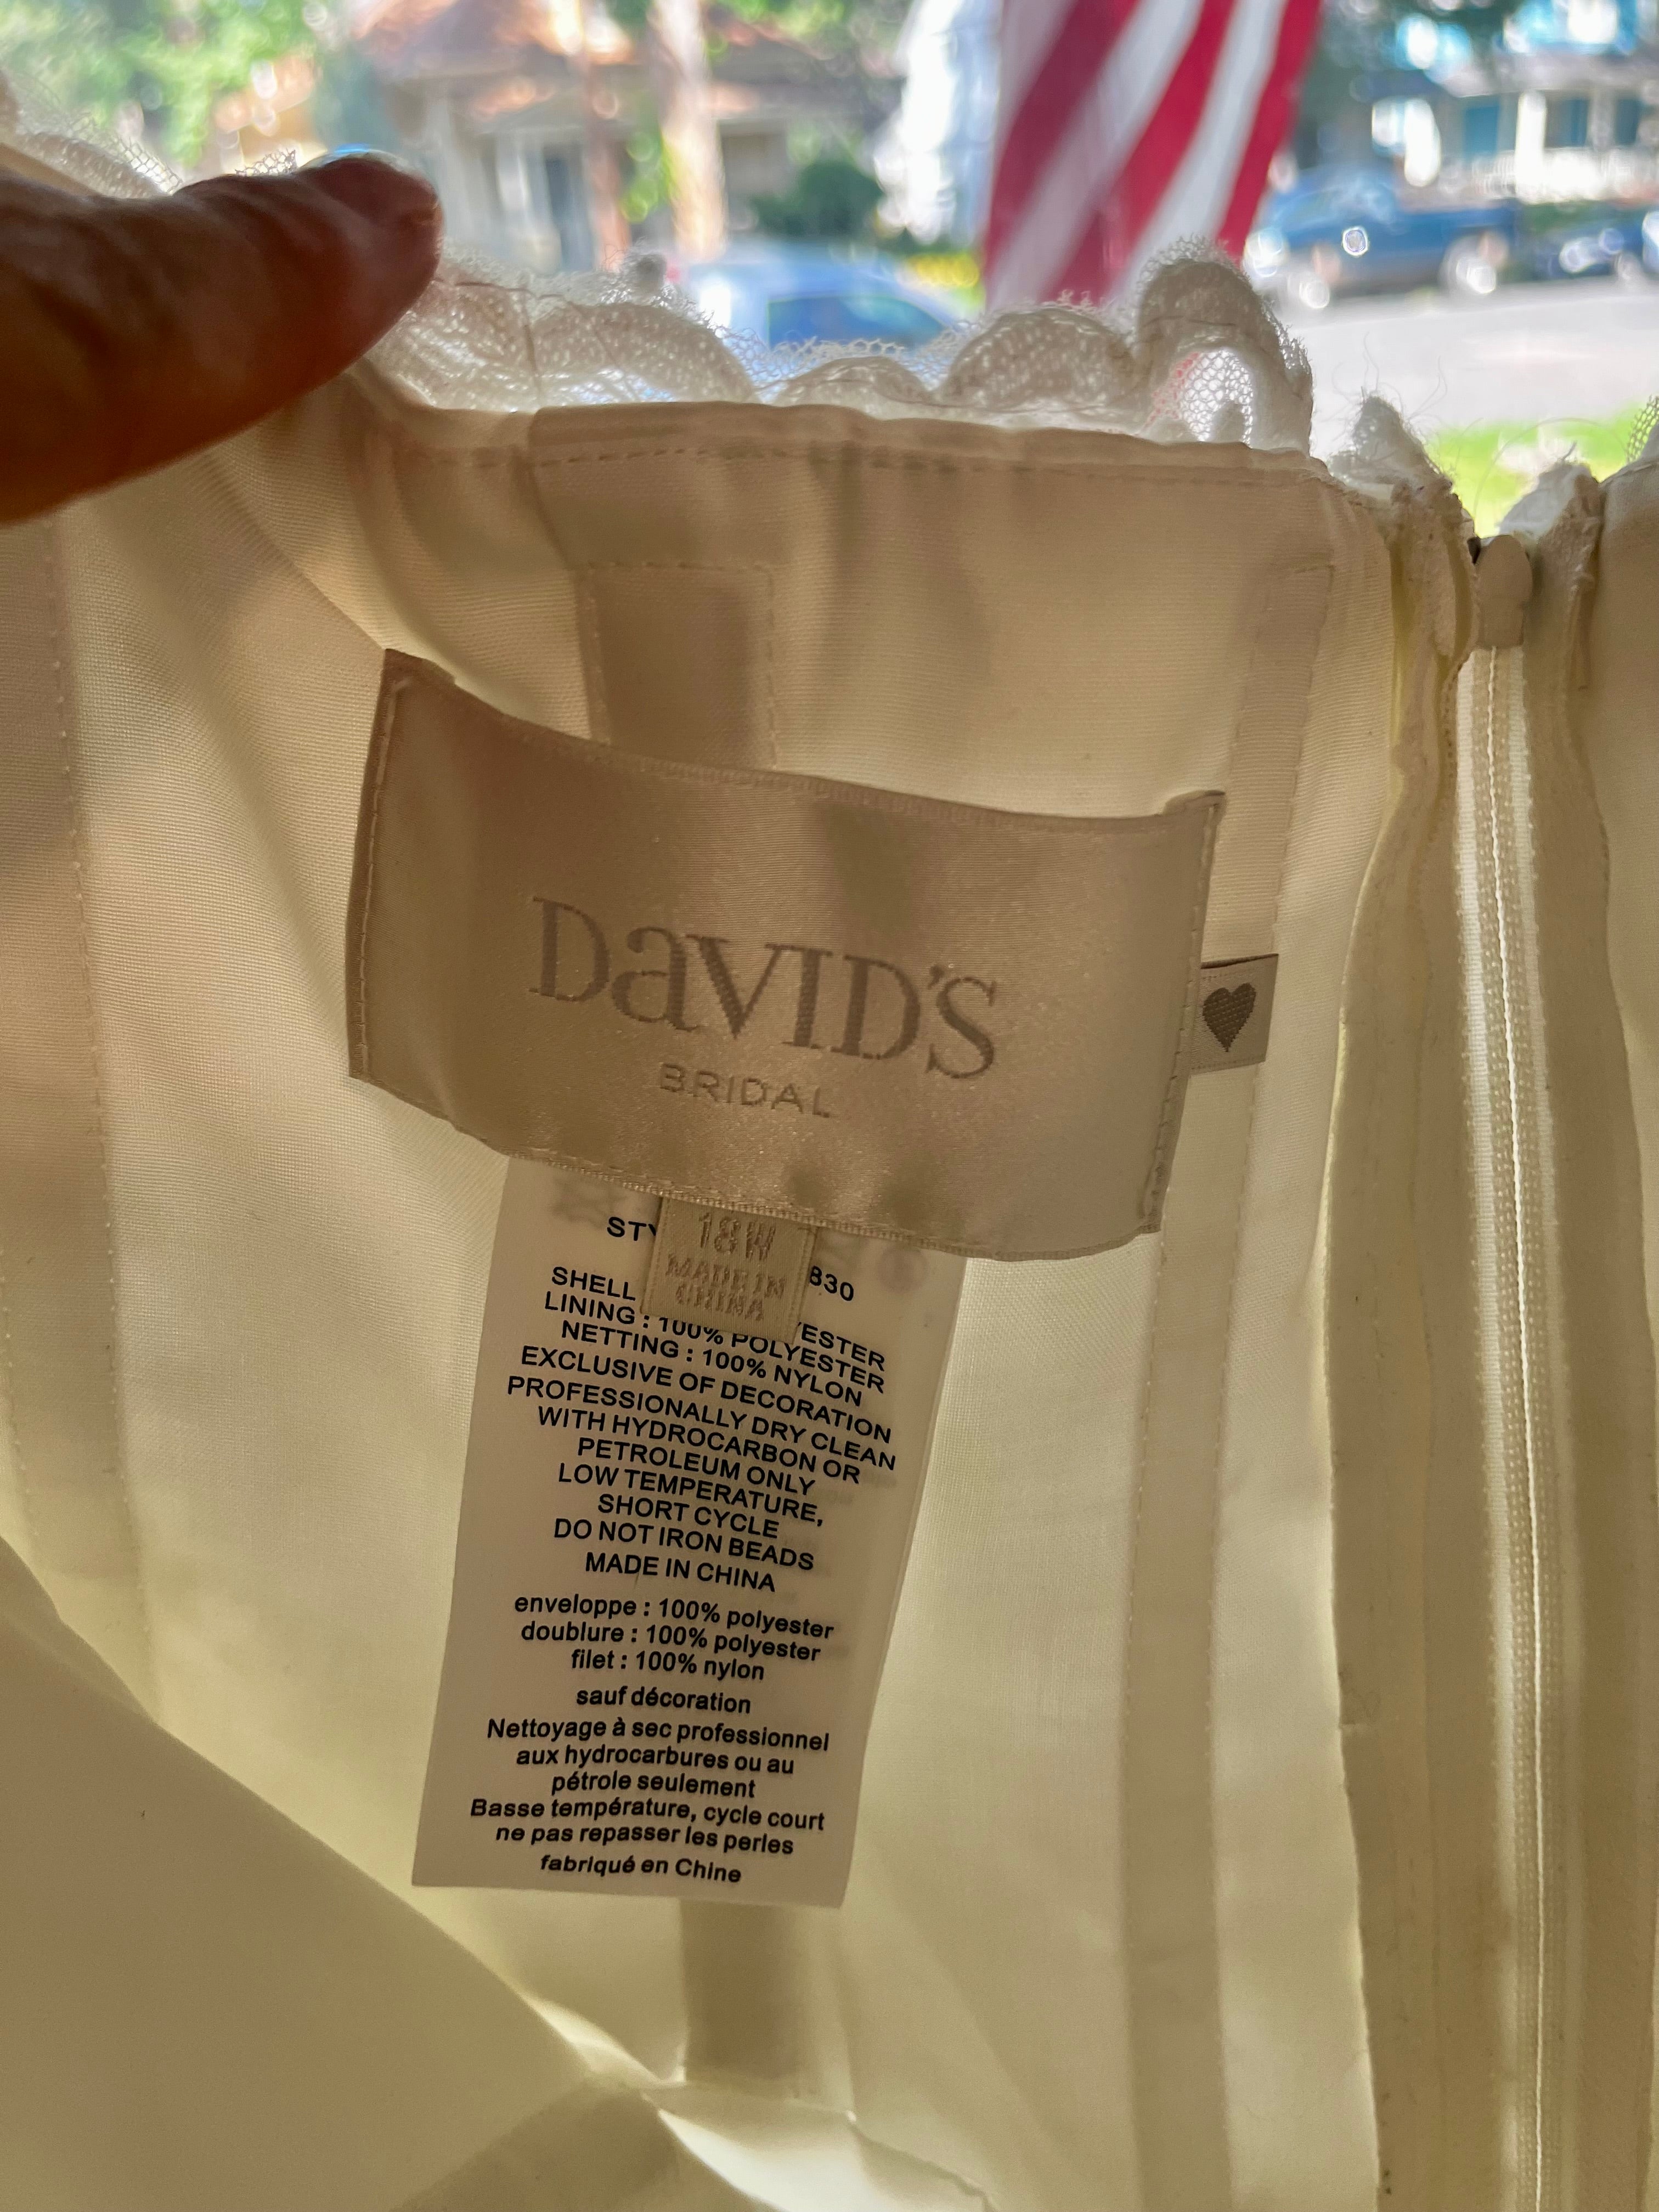 DAVID'S
BRIDAL
18W
MADE IN
CHINA
STY 830
SHELL YESTER
LINING : 100% POLYESTER
NETTING : 100% NYLON
EXCLUSIVE OF DECORATION
PROFESSIONALLY DRY CLEAN
WITH HYDROCARBON OR
PETROLEUM ONLY
LOW TEMPERATURE,
SHORT CYCLE
DO NOT IRON BEADS
MADE IN CHINA
enveloppe : 100% polyester
doublure : 100% polyester
filet : 100% nylon
sauf décoration
Nettoyage à sec professionnel
aux hydrocarbures ou au
pétrole seulement
Basse température, cycle court
ne pas repasser les perles
fabriqué en Chine